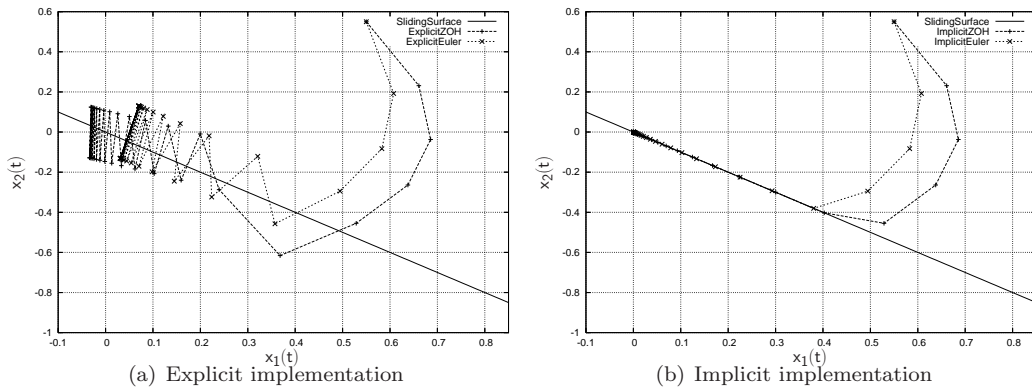 0.6
0.4
0.2
0
-0.2
-0.4
-0.6
-0.8
-1
x2(t)
-0.1 0 0.1 0.2 0.3 0.4 0.5 0.6 0.7 0.8
x1(t)
SlidingSurface
ExplicitZOH
ExplicitEuler
(a) Explicit implementation
0.6
0.4
0.2
0
-0.2
-0.4
-0.6
-0.8
-1
x2(t)
-0.1 0 0.1 0.2 0.3 0.4 0.5 0.6 0.7 0.8
x1(t)
SlidingSurface
ImplicitZOH
ImplicitEuler
(b) Implicit implementation